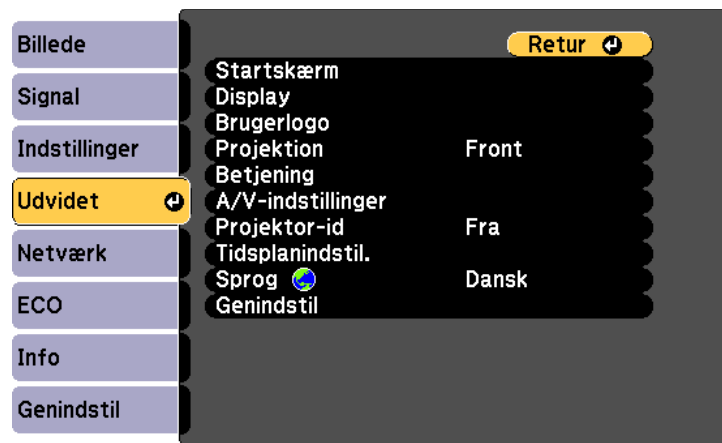 Billede
Signal
Indstillinger
Udvidet
Netværk
ECO
Info
Genindstil
Retur
Startskærm
Display
Brugerlogo
Projektion Front
Betjening
A/V-indstillinger
Projektor-id Fra
Tidsplanindstil.
Sprog Dansk
Genindstil